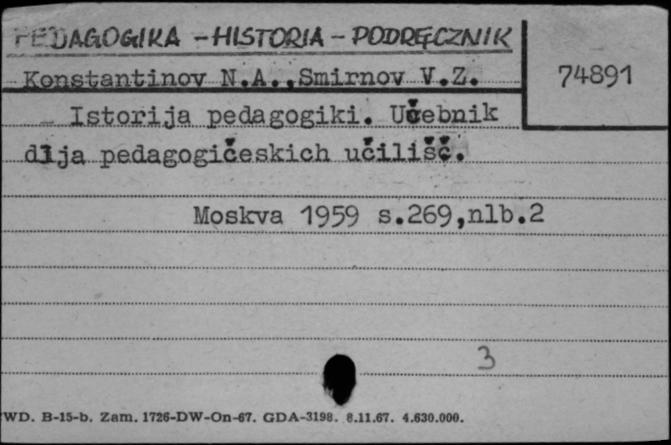 PEDAGOGIKA - HISTORIA - PODRĘCZNIK
Konstantinov N.A., Smirnov V.Z.
74891
Istorija pedagogiki. Učebnik
dlja pedagogičeskich učilišč.
Moskva 1959 s.269,nlb.2
3
WD. B-15-b. Zam. 1726-DW-On-67. GDA-3198. 8.11.67. 4.630.000.